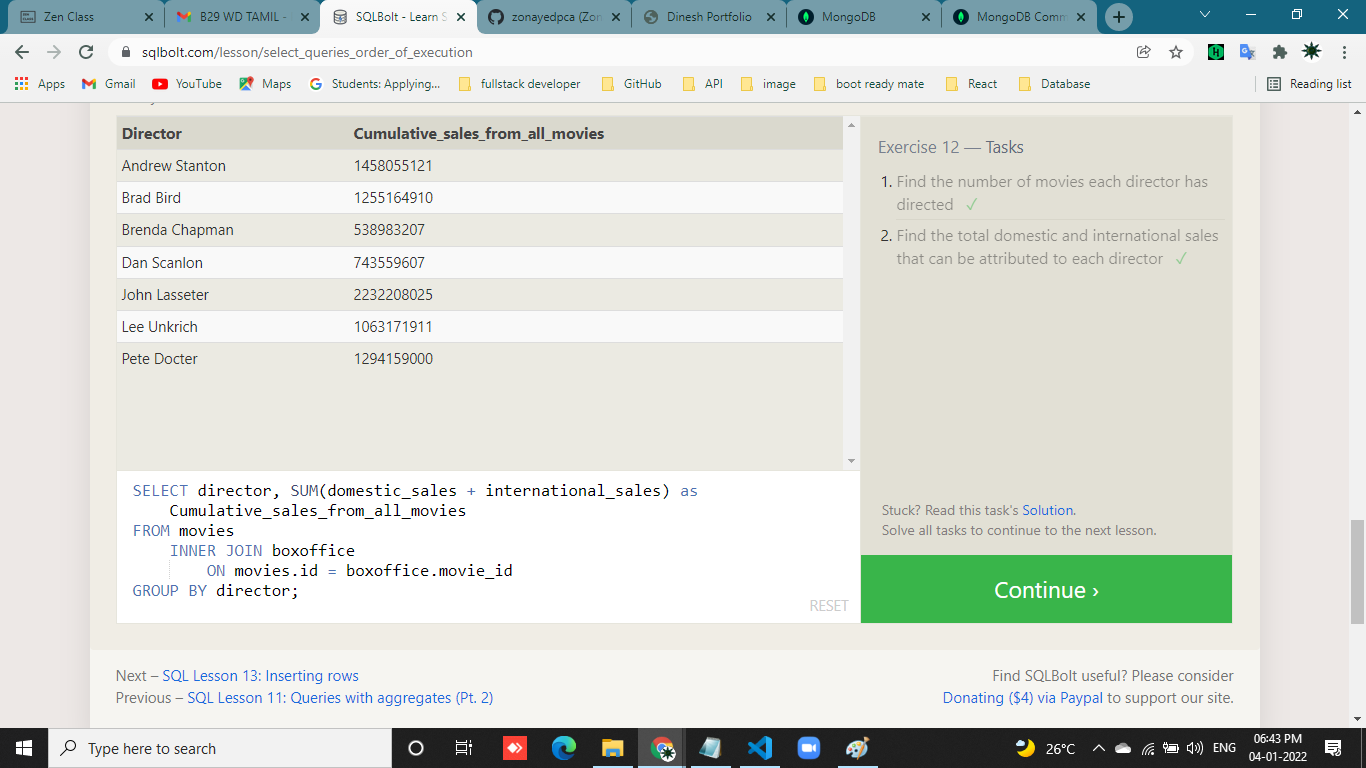 Zen Class
B29 WD TAMIL -
SQLBolt - Learn S
zonayedpca (Zon
Dinesh Portfolio
MongoDB
MongoDB Comm
sqlbolt.com/lesson/select_queries_order_of_execution
Apps
Gmail
YouTube
Maps
Students: Applying...
fullstack developer
GitHub
API
image
boot ready mate
React
Database
Reading list
Director Cumulative_sales_from_all_movies
Andrew Stanton 1458055121
Brad Bird 1255164910
Brenda Chapman 538983207
Dan Scanlon 743559607
John Lasseter 2232208025
Lee Unkrich 1063171911
Pete Docter 1294159000
SELECT director, SUM(domestic_sales + international_sales) as
Cumulative_sales_from_all_movies
FROM movies
INNER JOIN boxoffice
ON movies.id = boxoffice.movie_id
GROUP BY director;
RESET
Exercise 12 — Tasks
1. Find the number of movies each director has
directed ✓
2. Find the total domestic and international sales
that can be attributed to each director ✓
Stuck? Read this task's Solution.
Solve all tasks to continue to the next lesson.
Continue ›
Next – SQL Lesson 13: Inserting rows
Previous – SQL Lesson 11: Queries with aggregates (Pt. 2)
Find SQLBolt useful? Please consider
Donating ($4) via Paypal to support our site.
Type here to search
26°C
ENG
06:43 PM
04-01-2022